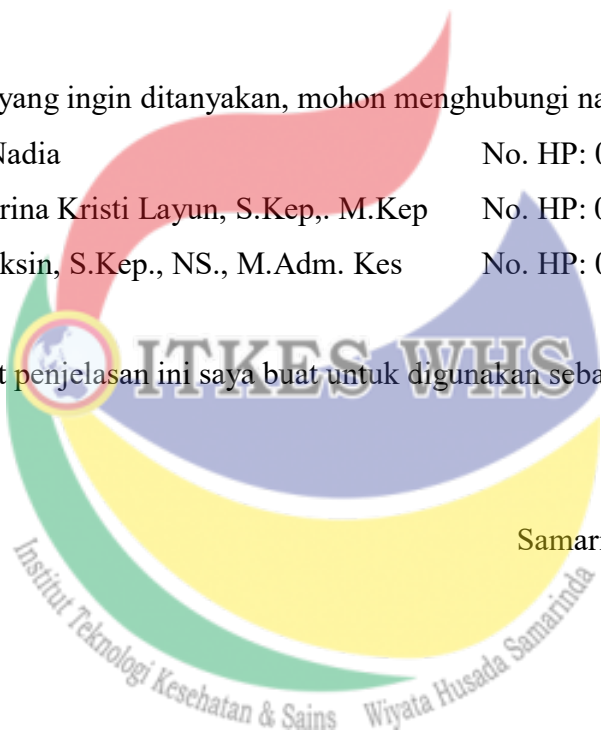 yang ingin ditanyakan, mohon menghubungi na
Nadia No. HP: 0
rina Kristi Layun, S.Kep,. M.Kep No. HP: 0
ksin, S.Kep., NS., M.Adm. Kes No. HP: 0
ITKES WHS
t penjelasan ini saya buat untuk digunakan seba
Samari
Institut Teknologi Kesehatan & Sains Wiyata Husada Samarinda